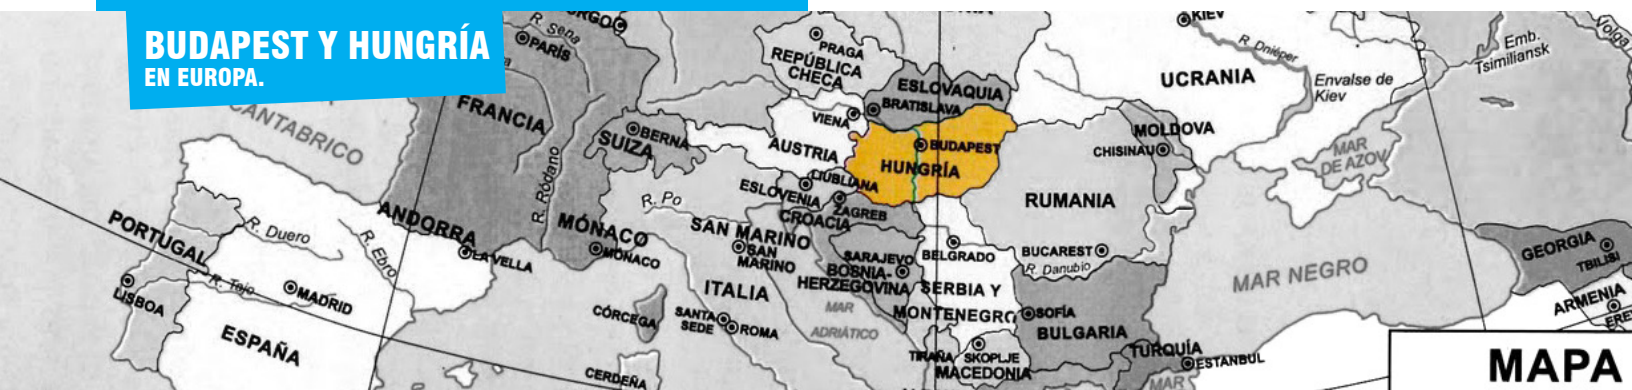 BUDAPEST Y HUNGRÍA
EN EUROPA.
CANTABRICO
R. Sena
PARÍS
FRANCIA
PRAGA
REPÚBLICA
CHECA
KIEV
R. Dniéper
UCRANIA
Envalse de
Kiev
Emb.
Tsimiliansk
ESLOVAQUIA
BRATISLAVA
VIENA
AUSTRIA
BERNA
SUIZA
BUDAPEST
HUNGRÍA
MOLDOVA
CHISINAU
MAR
DE AZOV
R. Ródano
R. Po
LIUBLIANA
ESLOVENIA
ZAGREB
CROACIA
RUMANIA
PORTUGAL
R. Duero
R. Ebro
ANDORRA
LA VELLA
MÓNACO
MÓNACO
SAN MARINO
SAN
MARINO
SARAJEVO
BOSNIA-
HERZEGOVINA
BELGRADO
SERBIA Y
MONTENEGRO
BUCAREST
R. Danubio
GEORGIA
TBILISI
MAR NEGRO
R. Tajo
LISBOA
MADRID
ESPAÑA
ITALIA
CÓRCEGA
SANTA
SEDE
ROMA
MAR
ADRIÁTICO
SOFÍA
BULGARIA
ARMENIA
TIRAÑA
SKOPLJE
MACEDONIA
TURQUÍA
ESTANBUL
CERDEÑA
MAR
MAPA